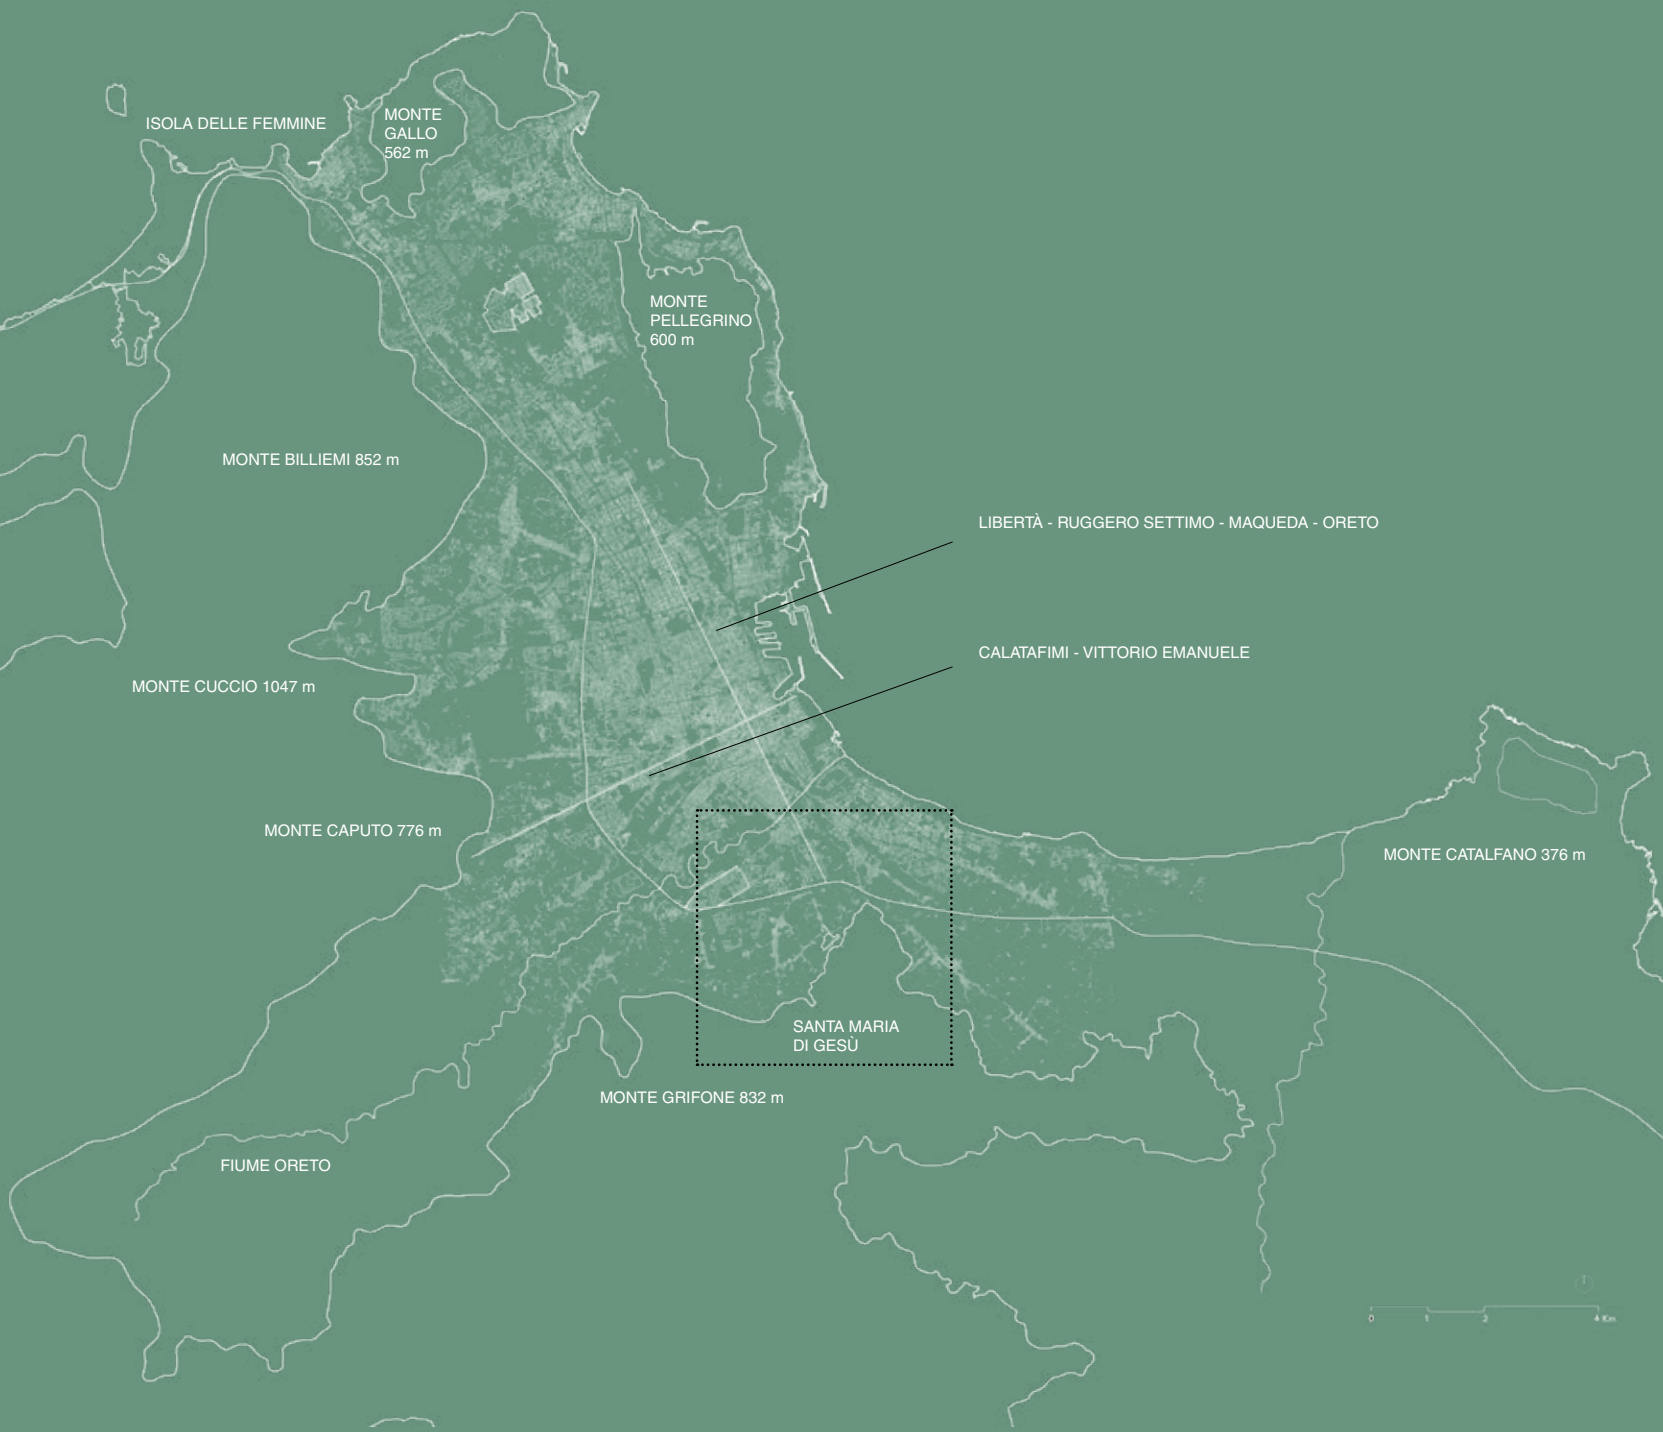 ISOLA DELLE FEMMINE
MONTE
GALLO
562 m
MONTE
PELLEGRINO
600 m
MONTE BILLIEMI 852 m
LIBERTÀ - RUGGERO SETTIMO - MAQUEDA - ORETO
CALATAFIMI - VITTORIO EMANUELE
MONTE CUCCIO 1047 m
MONTE CAPUTO 776 m
MONTE CATALFANO 376 m
SANTA MARIA
DI GESÙ
MONTE GRIFONE 832 m
FIUME ORETO
0 1 2 4 Km